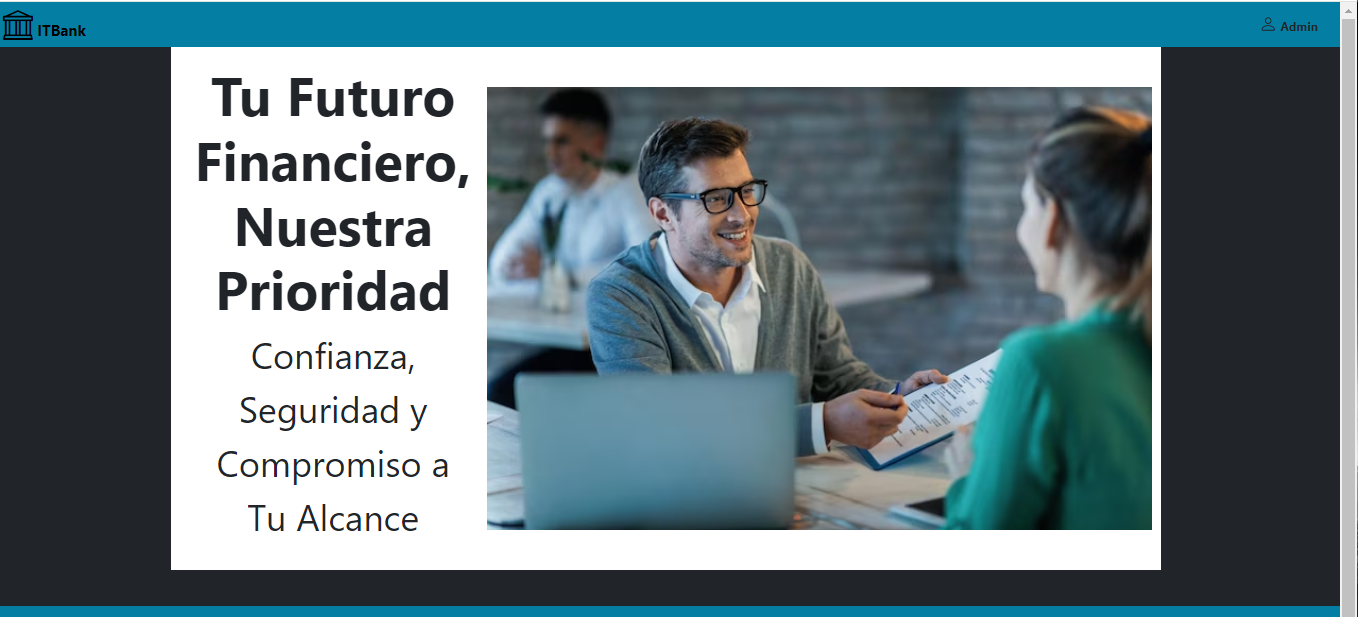 ITBank
Admin
Tu Futuro
Financiero,
Nuestra
Prioridad
Confianza,
Seguridad y
Compromiso a
Tu Alcance